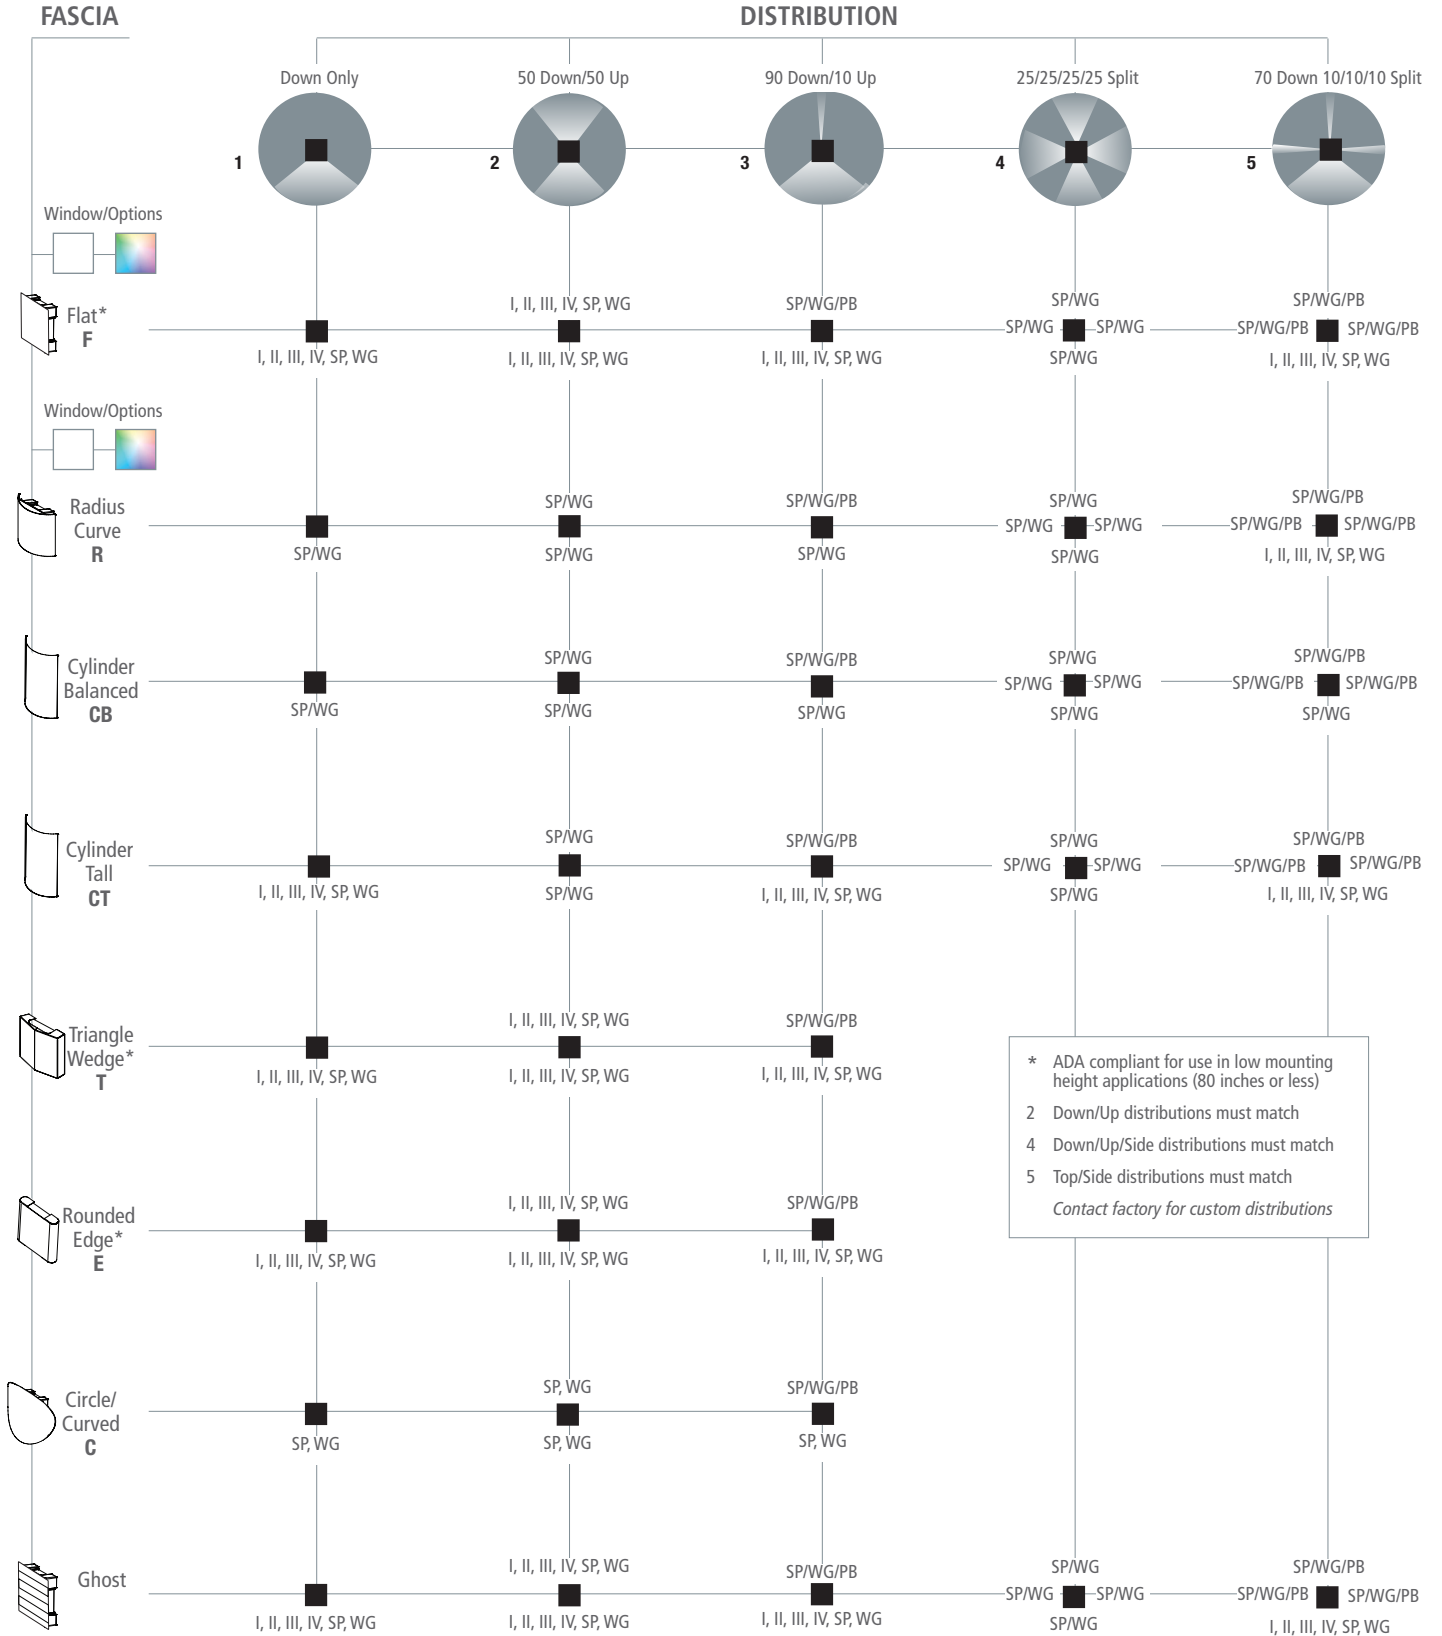 FASCIA
DISTRIBUTION
Down Only
50 Down/50 Up
90 Down/10 Up
25/25/25/25 Split
70 Down 10/10/10 Split
1
2
3
4
5
Window/Options
Flat*
F
I, II, III, IV, SP, WG
I, II, III, IV, SP, WG
I, II, III, IV, SP, WG
SP/WG/PB
I, II, III, IV, SP, WG
SP/WG
SP/WG
SP/WG
SP/WG
SP/WG/PB
SP/WG/PB
SP/WG/PB
I, II, III, IV, SP, WG
Window/Options
Radius
Curve
R
SP/WG
SP/WG
SP/WG
SP/WG/PB
SP/WG
SP/WG
SP/WG
SP/WG
SP/WG
SP/WG/PB
SP/WG/PB
SP/WG/PB
I, II, III, IV, SP, WG
Cylinder
Balanced
CB
SP/WG
SP/WG
SP/WG
SP/WG/PB
SP/WG
SP/WG
SP/WG
SP/WG
SP/WG
SP/WG/PB
SP/WG/PB
SP/WG/PB
SP/WG
Cylinder
Tall
CT
I, II, III, IV, SP, WG
SP/WG
SP/WG
SP/WG/PB
I, II, III, IV, SP, WG
SP/WG
SP/WG
SP/WG
SP/WG
SP/WG/PB
SP/WG/PB
SP/WG/PB
I, II, III, IV, SP, WG
Triangle
Wedge*
T
I, II, III, IV, SP, WG
I, II, III, IV, SP, WG
I, II, III, IV, SP, WG
SP/WG/PB
I, II, III, IV, SP, WG
* ADA compliant for use in low mounting
height applications (80 inches or less)
2 Down/Up distributions must match
4 Down/Up/Side distributions must match
5 Top/Side distributions must match
Contact factory for custom distributions
Rounded
Edge*
E
I, II, III, IV, SP, WG
I, II, III, IV, SP, WG
I, II, III, IV, SP, WG
SP/WG/PB
I, II, III, IV, SP, WG
Circle/
Curved
C
SP, WG
SP, WG
SP, WG
SP/WG/PB
SP, WG
Ghost
I, II, III, IV, SP, WG
I, II, III, IV, SP, WG
I, II, III, IV, SP, WG
SP/WG/PB
I, II, III, IV, SP, WG
SP/WG
SP/WG
SP/WG
SP/WG
SP/WG/PB
SP/WG/PB
SP/WG/PB
I, II, III, IV, SP, WG